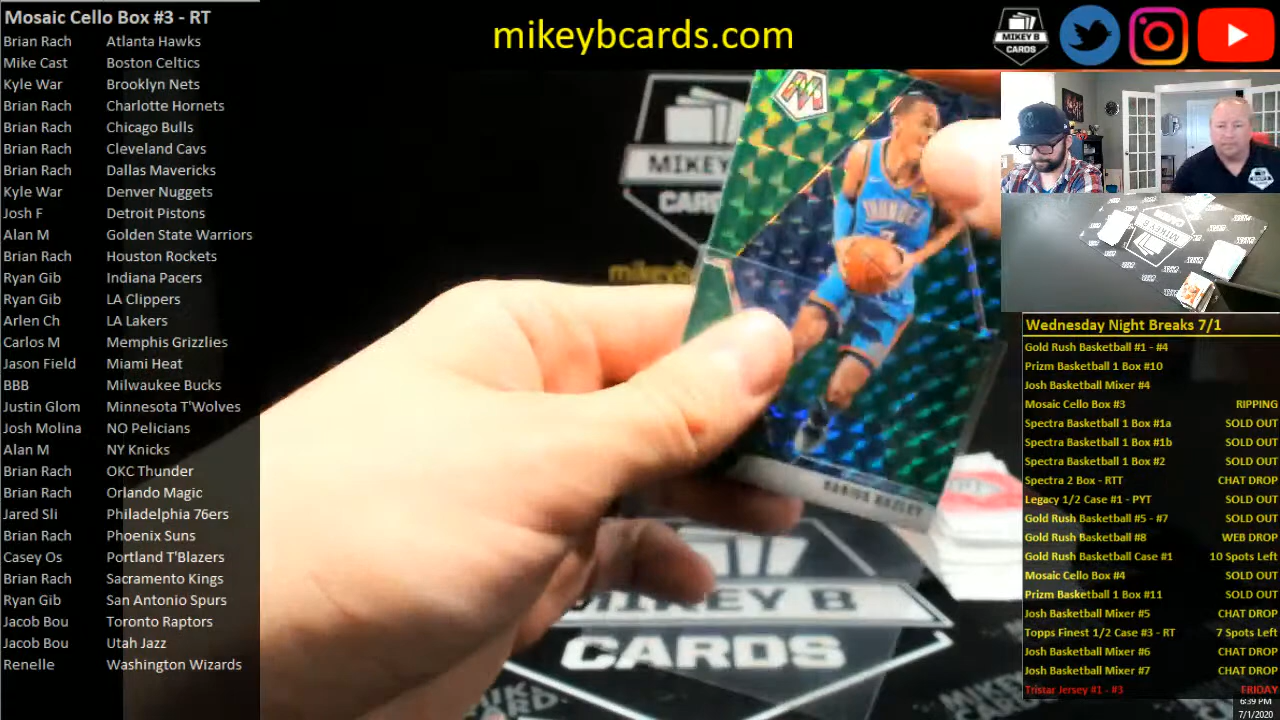 Mosaic Cello Box #3 - RT
Brian Rach Atlanta Hawks
Mike Cast Boston Celtics
Kyle War Brooklyn Nets
Brian Rach Charlotte Hornets
Brian Rach Chicago Bulls
Brian Rach Cleveland Cavs
Brian Rach Dallas Mavericks
Kyle War Denver Nuggets
Josh F Detroit Pistons
Alan M Golden State Warriors
Brian Rach Houston Rockets
Ryan Gib Indiana Pacers
Ryan Gib LA Clippers
Arlen Ch LA Lakers
Carlos M Memphis Grizzlies
Jason Field Miami Heat
BBB Milwaukee Bucks
Justin Glom Minnesota T'Wolves
Josh Molina NO Pelicians
Alan M NY Knicks
Brian Rach OKC Thunder
Brian Rach Orlando Magic
Jared Sli Philadelphia 76ers
Brian Rach Phoenix Suns
Casey Os Portland T'Blazers
Brian Rach Sacramento Kings
Ryan Gib San Antonio Spurs
Jacob Bou Toronto Raptors
Jacob Bou Utah Jazz
Renelle Washington Wizards
mikeybcards.com
MIKEY B
CARDS
MIKEY
CARD
mikeyb
M
THUNDER
DARIUS BAZLEY
MIKEY B
CARDS
Wednesday Night Breaks 7/1
Gold Rush Basketball #1 - #4
Prizm Basketball 1 Box #10
Josh Basketball Mixer #4
Mosaic Cello Box #3 RIPPING
Spectra Basketball 1 Box #1a SOLD OUT
Spectra Basketball 1 Box #1b SOLD OUT
Spectra Basketball 1 Box #2 SOLD OUT
Spectra 2 Box - RTT CHAT DROP
Legacy 1/2 Case #1 - PYT SOLD OUT
Gold Rush Basketball #5 - #7 SOLD OUT
Gold Rush Basketball #8 WEB DROP
Gold Rush Basketball Case #1 10 Spots Left
Mosaic Cello Box #4 SOLD OUT
Prizm Basketball 1 Box #11 SOLD OUT
Josh Basketball Mixer #5 CHAT DROP
Topps Finest 1/2 Case #3 - RT 7 Spots Left
Josh Basketball Mixer #6 CHAT DROP
Josh Basketball Mixer #7 CHAT DROP
Tristar Jersey #1 - #3 FRIDAY
6:39 PM
7/1/2020